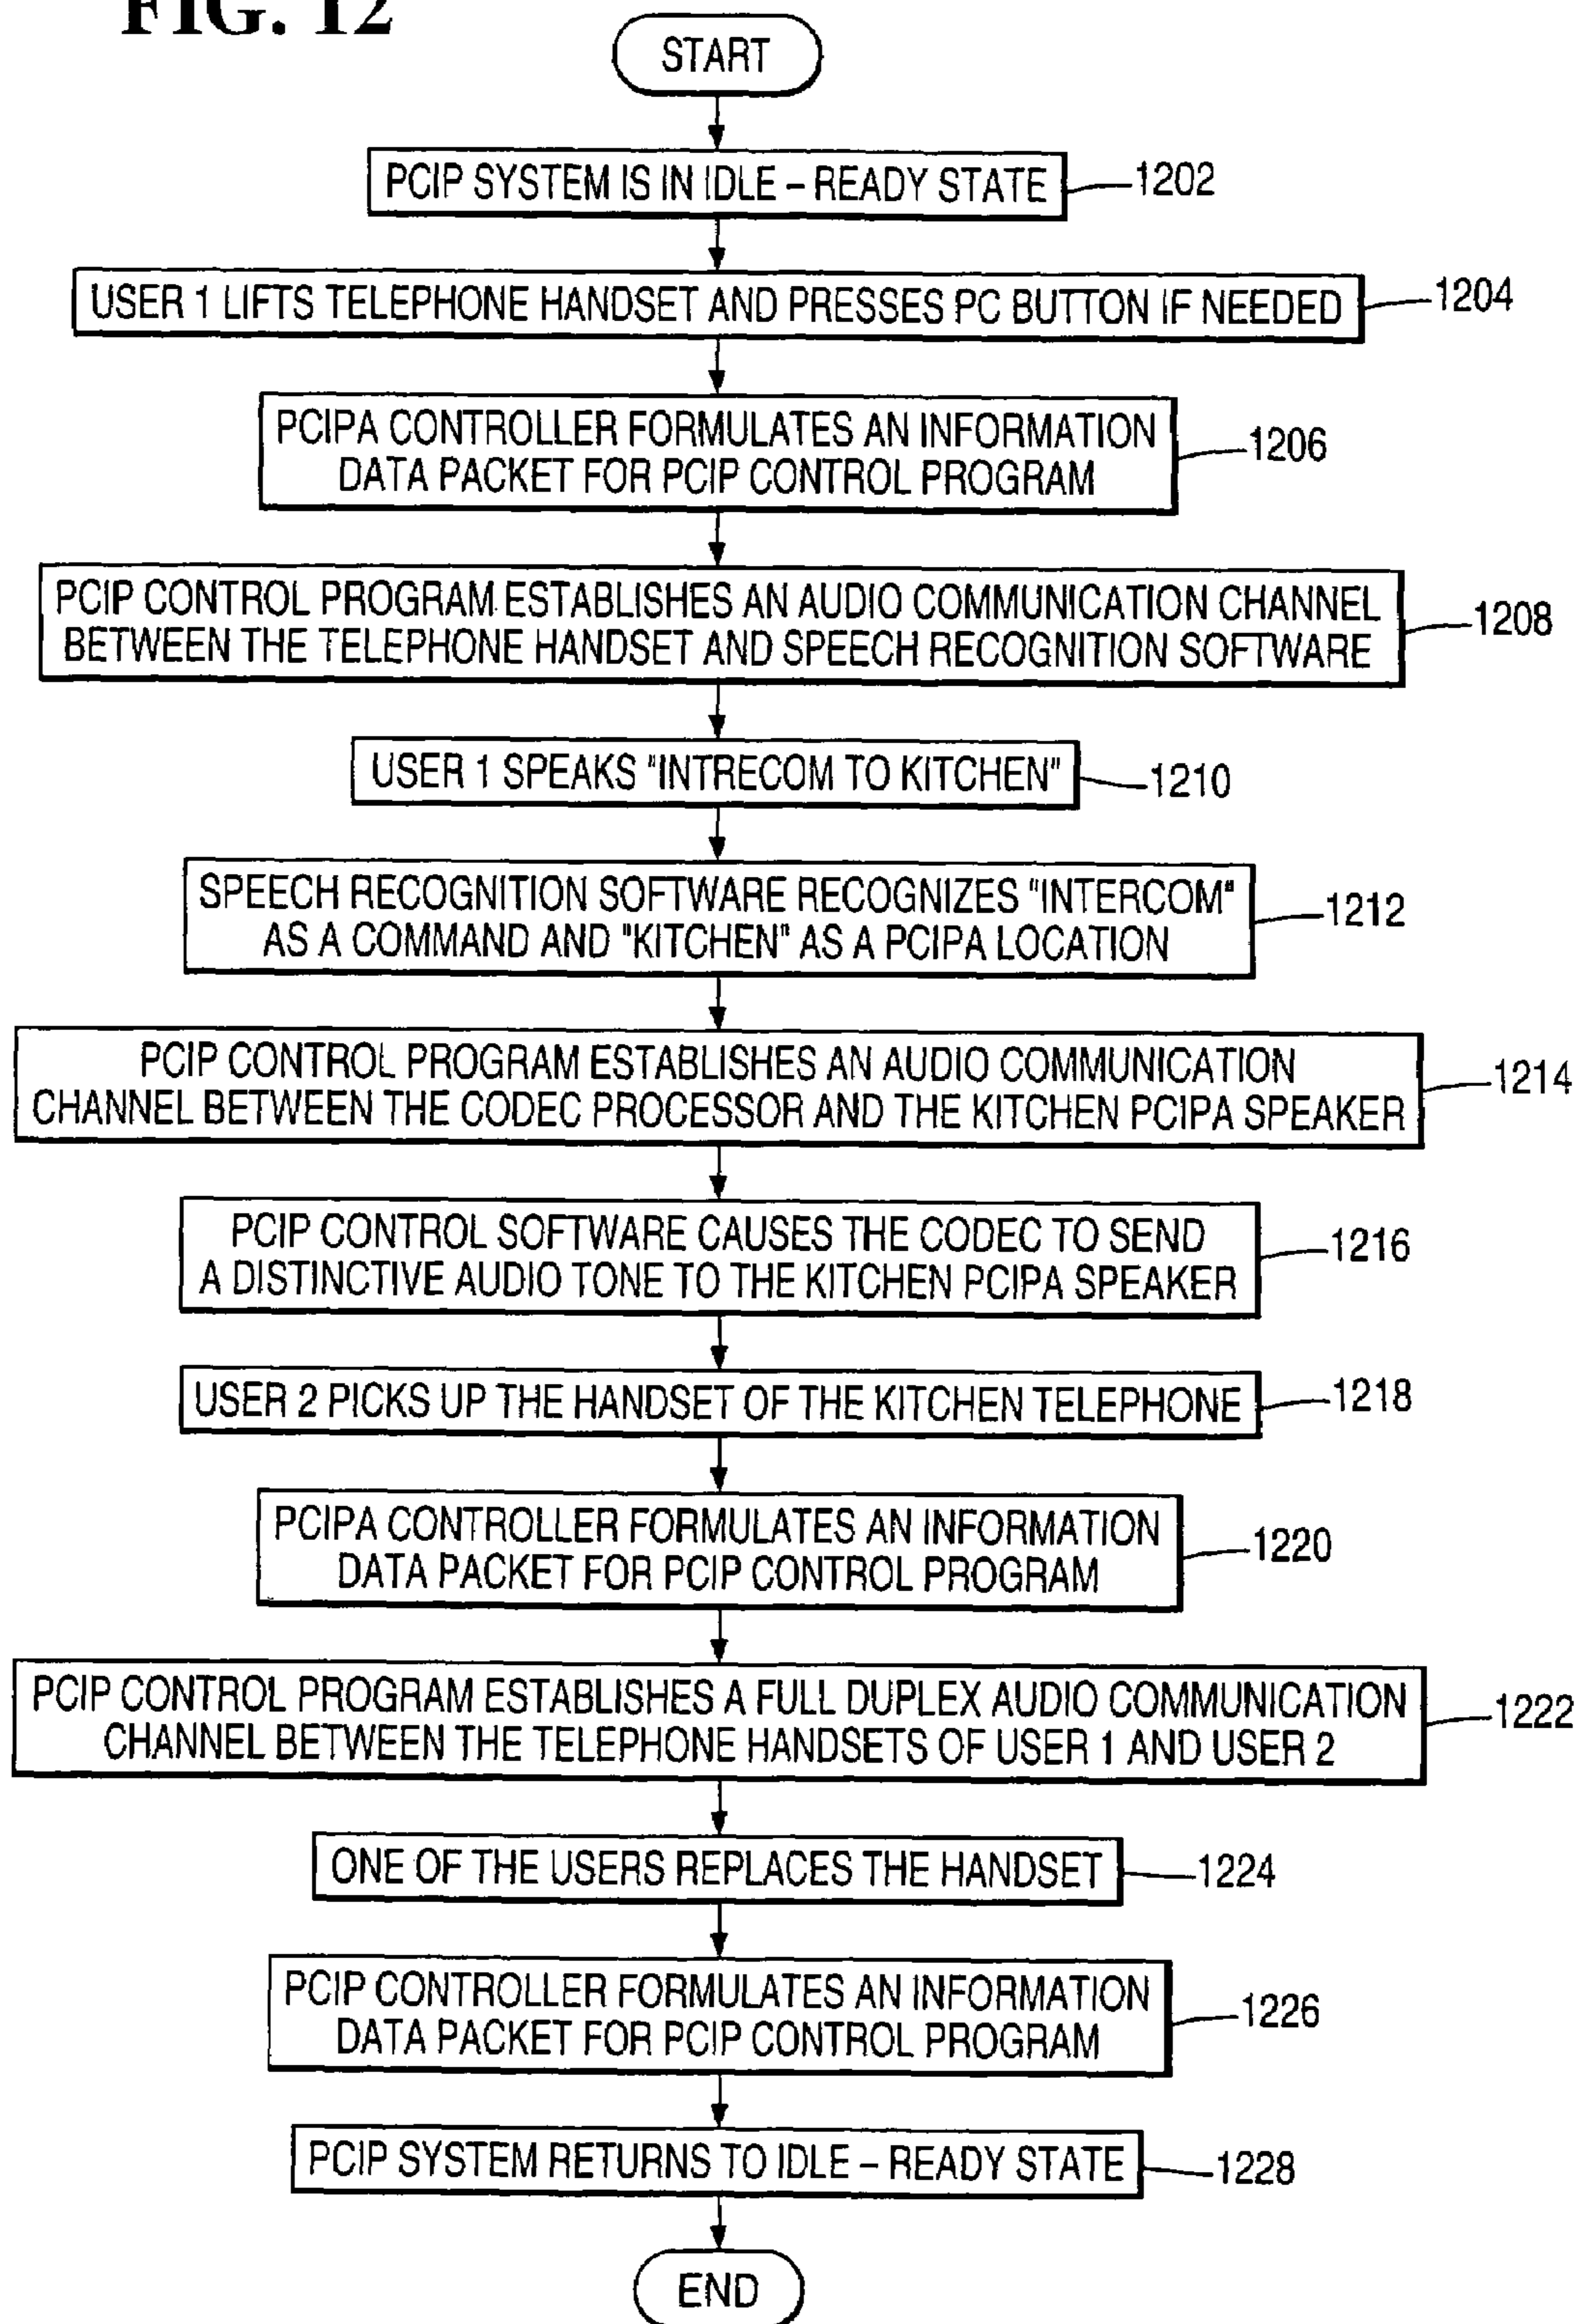 FIG. 12
START
PCIP SYSTEM IS IN IDLE – READY STATE
1202
USER 1 LIFTS TELEPHONE HANDSET AND PRESSES PC BUTTON IF NEEDED
1204
PCIPA CONTROLLER FORMULATES AN INFORMATION
DATA PACKET FOR PCIP CONTROL PROGRAM
1206
PCIP CONTROL PROGRAM ESTABLISHES AN AUDIO COMMUNICATION CHANNEL
BETWEEN THE TELEPHONE HANDSET AND SPEECH RECOGNITION SOFTWARE
1208
USER 1 SPEAKS "INTRECOM TO KITCHEN"
1210
SPEECH RECOGNITION SOFTWARE RECOGNIZES "INTERCOM"
AS A COMMAND AND "KITCHEN" AS A PCIPA LOCATION
1212
PCIP CONTROL PROGRAM ESTABLISHES AN AUDIO COMMUNICATION
CHANNEL BETWEEN THE CODEC PROCESSOR AND THE KITCHEN PCIPA SPEAKER
1214
PCIP CONTROL SOFTWARE CAUSES THE CODEC TO SEND
A DISTINCTIVE AUDIO TONE TO THE KITCHEN PCIPA SPEAKER
1216
USER 2 PICKS UP THE HANDSET OF THE KITCHEN TELEPHONE
1218
PCIPA CONTROLLER FORMULATES AN INFORMATION
DATA PACKET FOR PCIP CONTROL PROGRAM
1220
PCIP CONTROL PROGRAM ESTABLISHES A FULL DUPLEX AUDIO COMMUNICATION
CHANNEL BETWEEN THE TELEPHONE HANDSETS OF USER 1 AND USER 2
1222
ONE OF THE USERS REPLACES THE HANDSET
1224
PCIP CONTROLLER FORMULATES AN INFORMATION
DATA PACKET FOR PCIP CONTROL PROGRAM
1226
PCIP SYSTEM RETURNS TO IDLE – READY STATE
1228
END